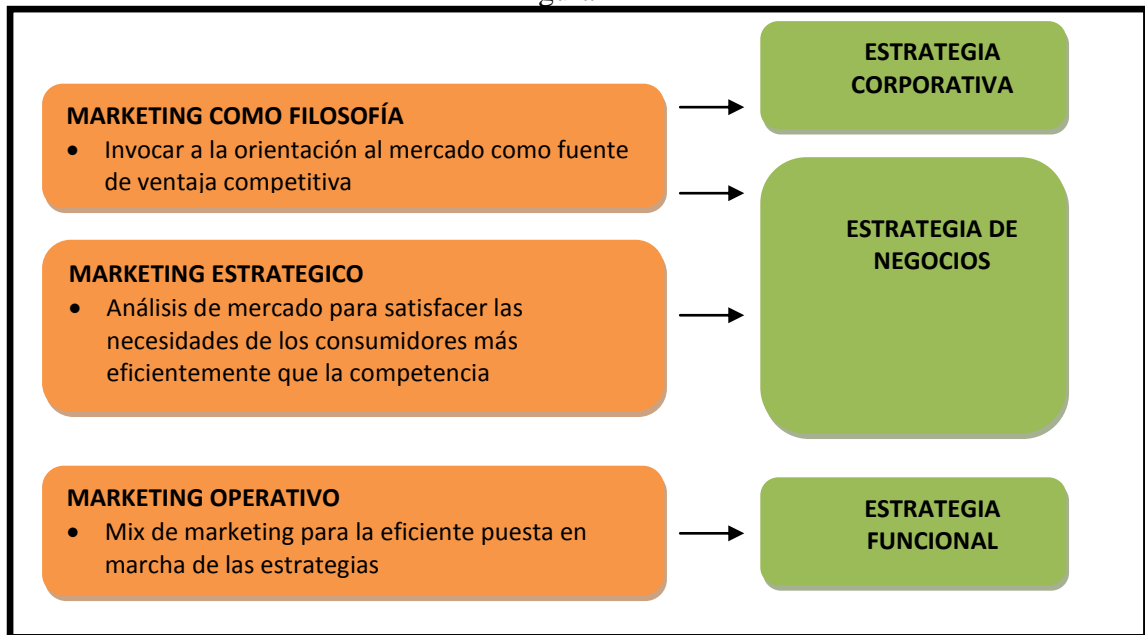 MARKETING COMO FILOSOFÍA
• Invocar a la orientación al mercado como fuente
de ventaja competitiva
MARKETING ESTRATEGICO
• Análisis de mercado para satisfacer las
necesidades de los consumidores más
eficientemente que la competencia
MARKETING OPERATIVO
• Mix de marketing para la eficiente puesta en
marcha de las estrategias
ESTRATEGIA
CORPORATIVA
ESTRATEGIA DE
NEGOCIOS
ESTRATEGIA
FUNCIONAL